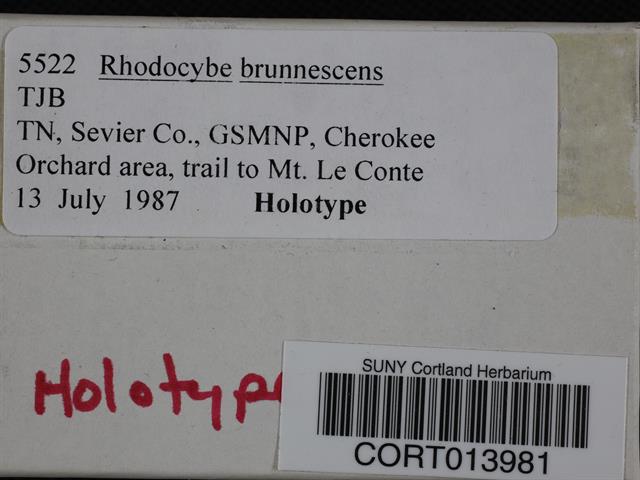 5522 Rhodocybe brunnescens
TJB
TN, Sevier Co., GSMNP, Cherokee
Orchard area, trail to Mt. Le Conte
13 July 1987 Holotype
Holotype
SUNY Cortland Herbarium
CORT013981